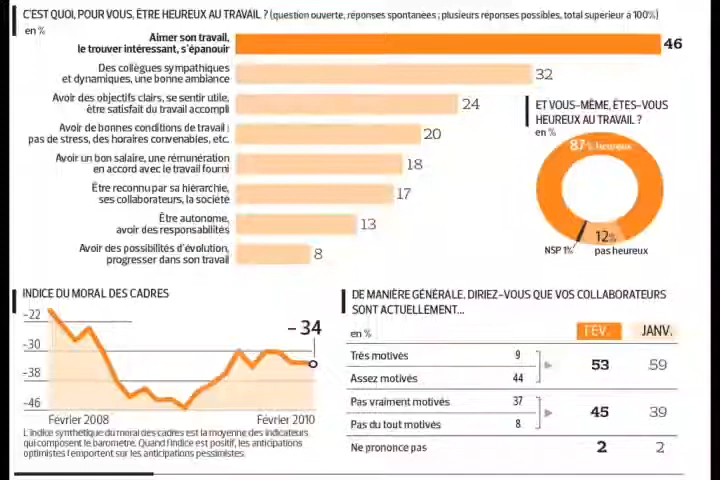 C'EST QUOI, POUR VOUS, ÊTRE HEUREUX AU TRAVAIL ? (question ouverte, réponses spontanées ; plusieurs réponses possibles, total supérieur à 100%)
en %
Aimer son travail,
le trouver intéressant, s'épanouir
46
Des collègues sympathiques
et dynamiques, une bonne ambiance
32
Avoir des objectifs clairs, se sentir utile,
être satisfait du travail accompli
24
Avoir de bonnes conditions de travail :
pas de stress, des horaires convenables, etc.
20
Avoir un bon salaire, une rémunération
en accord avec le travail fourni
18
Être reconnu par sa hiérarchie,
ses collaborateurs, la société
17
Être autonome,
avoir des responsabilités
13
Avoir des possibilités d'évolution,
progresser dans son travail
8
ET VOUS-MÊME, ÊTES-VOUS
HEUREUX AU TRAVAIL ?
en %
87% heureux
12%
NSP 1%
pas heureux
INDICE DU MORAL DES CADRES
-22
-30
-38
-46
-34
Février 2008
Février 2010
L'indice synthétique du moral des cadres est la moyenne des indicateurs
qui composent le baromètre. Quand l'indice est positif, les anticipations
optimistes l'emportent sur les anticipations pessimistes.
DE MANIÈRE GÉNÉRALE, DIRIEZ-VOUS QUE VOS COLLABORATEURS
SONT ACTUELLEMENT...
en %
FÉV. JANV.
Très motivés 9
53 59
Assez motivés 44
Pas vraiment motivés 37
45 39
Pas du tout motivés 8
Ne prononce pas 2 2